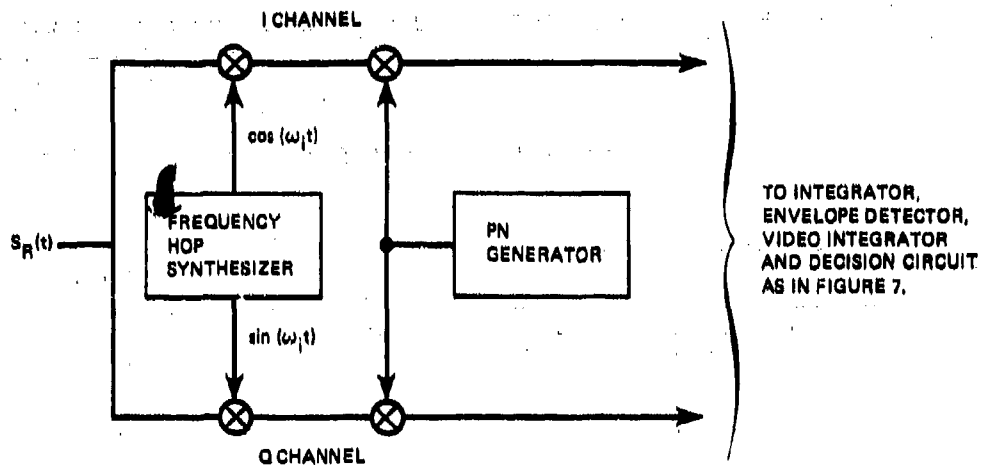 I CHANNEL
cos (ω_i t)
S_R(t)
FREQUENCY
HOP
SYNTHESIZER
PN
GENERATOR
TO INTEGRATOR,
ENVELOPE DETECTOR,
VIDEO INTEGRATOR
AND DECISION CIRCUIT
AS IN FIGURE 7.
sin (ω_i t)
Q CHANNEL